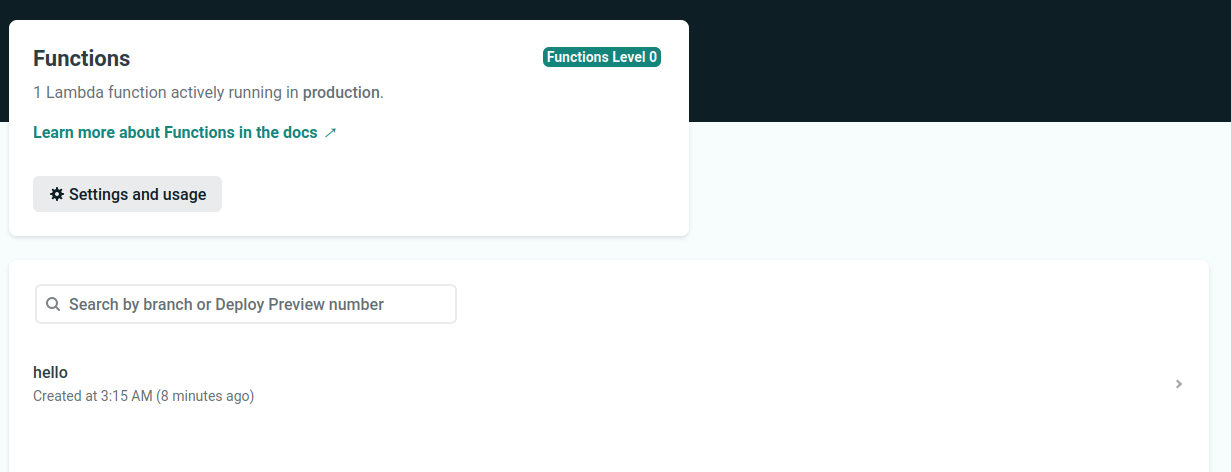 Functions
Functions Level 0
1 Lambda function actively running in production.
Learn more about Functions in the docs
Settings and usage
Search by branch or Deploy Preview number
hello
Created at 3:15 AM (8 minutes ago)